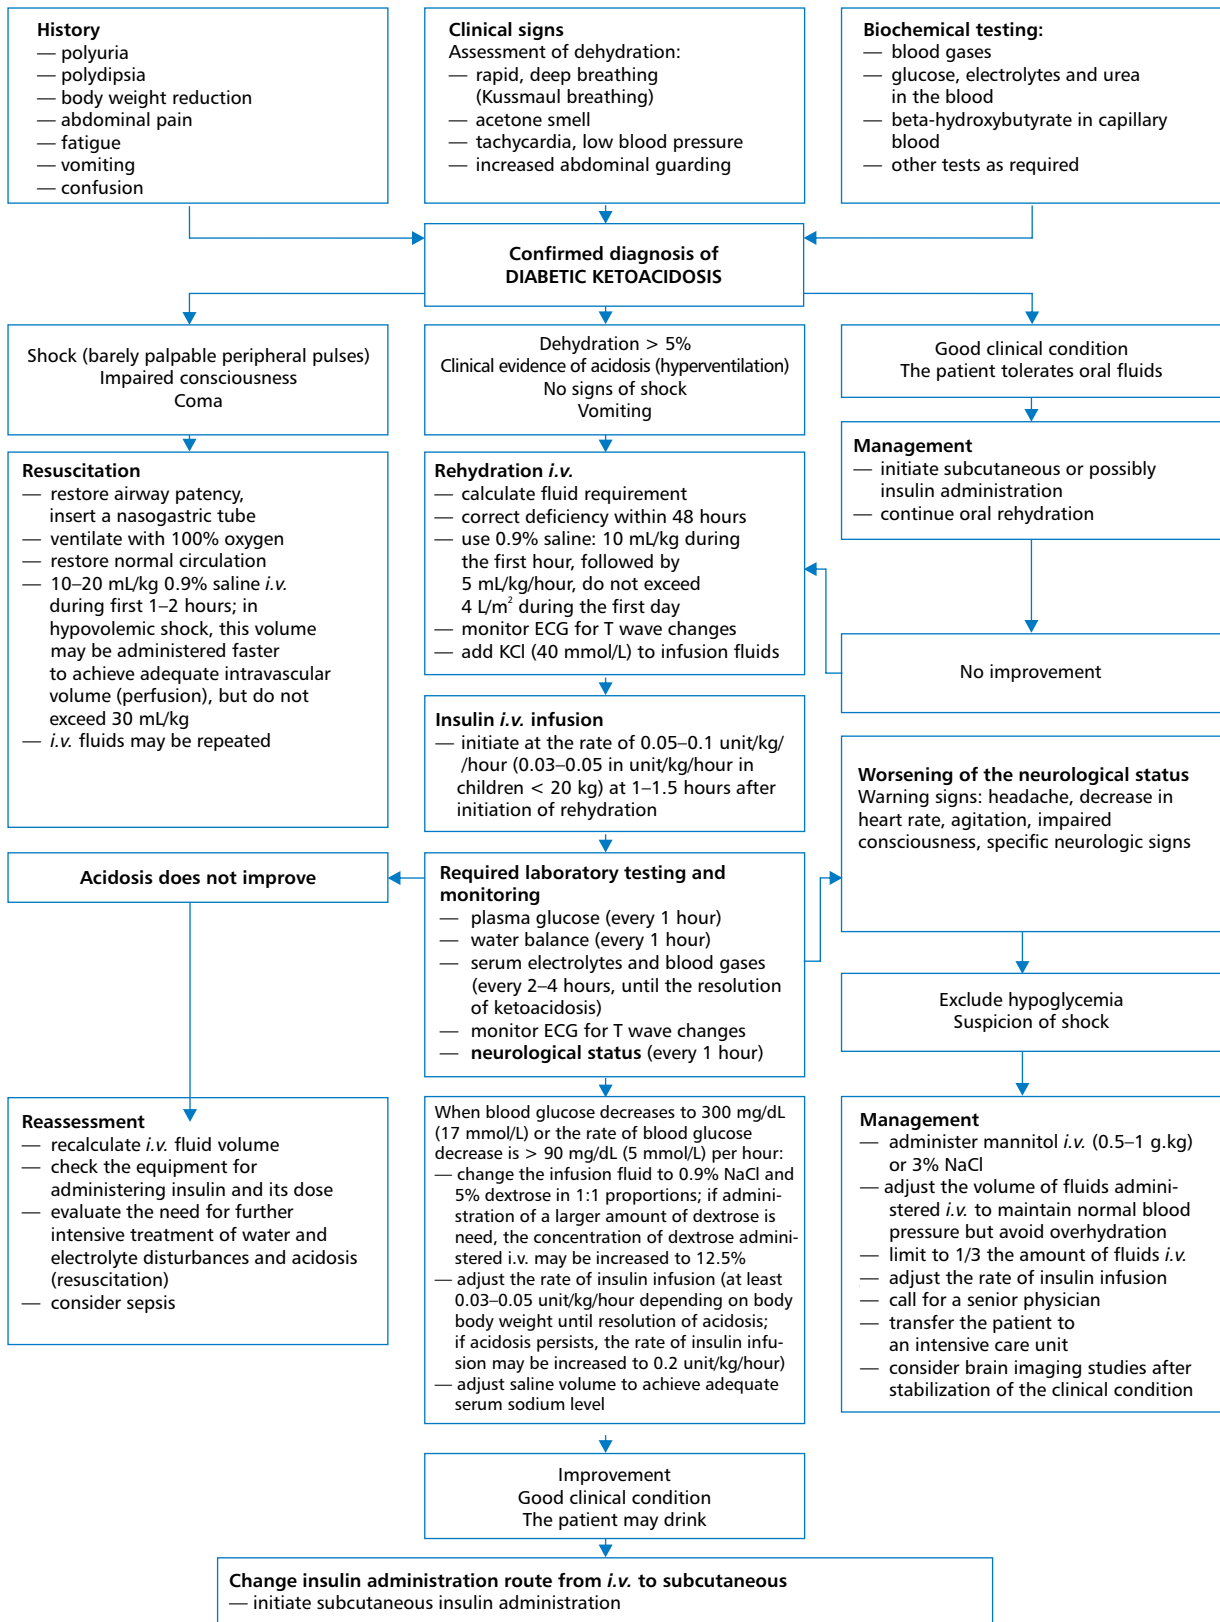 History
— polyuria
— polydipsia
— body weight reduction
— abdominal pain
— fatigue
— vomiting
— confusion
Clinical signs
Assessment of dehydration:
— rapid, deep breathing
(Kussmaul breathing)
— acetone smell
— tachycardia, low blood pressure
— increased abdominal guarding
Biochemical testing:
— blood gases
— glucose, electrolytes and urea
in the blood
— beta-hydroxybutyrate in capillary
blood
— other tests as required
Confirmed diagnosis of
DIABETIC KETOACIDOSIS
Shock (barely palpable peripheral pulses)
Impaired consciousness
Coma
Dehydration > 5%
Clinical evidence of acidosis (hyperventilation)
No signs of shock
Vomiting
Good clinical condition
The patient tolerates oral fluids
Resuscitation
— restore airway patency,
insert a nasogastric tube
— ventilate with 100% oxygen
— restore normal circulation
— 10–20 mL/kg 0.9% saline i.v.
during first 1–2 hours; in
hypovolemic shock, this volume
may be administered faster
to achieve adequate intravascular
volume (perfusion), but do not
exceed 30 mL/kg
— i.v. fluids may be repeated
Rehydration i.v.
— calculate fluid requirement
— correct deficiency within 48 hours
— use 0.9% saline: 10 mL/kg during
the first hour, followed by
5 mL/kg/hour, do not exceed
4 L/m² during the first day
— monitor ECG for T wave changes
— add KCl (40 mmol/L) to infusion fluids
Management
— initiate subcutaneous or possibly
insulin administration
— continue oral rehydration
No improvement
Insulin i.v. infusion
— initiate at the rate of 0.05–0.1 unit/kg/
/hour (0.03–0.05 in unit/kg/hour in
children < 20 kg) at 1–1.5 hours after
initiation of rehydration
Worsening of the neurological status
Warning signs: headache, decrease in
heart rate, agitation, impaired
consciousness, specific neurologic signs
Acidosis does not improve
Required laboratory testing and
monitoring
— plasma glucose (every 1 hour)
— water balance (every 1 hour)
— serum electrolytes and blood gases
(every 2–4 hours, until the resolution
of ketoacidosis)
— monitor ECG for T wave changes
— neurological status (every 1 hour)
Exclude hypoglycemia
Suspicion of shock
Reassessment
— recalculate i.v. fluid volume
— check the equipment for
administering insulin and its dose
— evaluate the need for further
intensive treatment of water and
electrolyte disturbances and acidosis
(resuscitation)
— consider sepsis
When blood glucose decreases to 300 mg/dL
(17 mmol/L) or the rate of blood glucose
decrease is > 90 mg/dL (5 mmol/L) per hour:
— change the infusion fluid to 0.9% NaCl and
5% dextrose in 1:1 proportions; if admini-
stration of a larger amount of dextrose is
need, the concentration of dextrose admini-
stered i.v. may be increased to 12.5%
— adjust the rate of insulin infusion (at least
0.03–0.05 unit/kg/hour depending on body
body weight until resolution of acidosis;
if acidosis persists, the rate of insulin infu-
sion may be increased to 0.2 unit/kg/hour)
— adjust saline volume to achieve adequate
serum sodium level
Management
— administer mannitol i.v. (0.5–1 g.kg)
or 3% NaCl
— adjust the volume of fluids admini-
stered i.v. to maintain normal blood
pressure but avoid overhydration
— limit to 1/3 the amount of fluids i.v.
— adjust the rate of insulin infusion
— call for a senior physician
— transfer the patient to
an intensive care unit
— consider brain imaging studies after
stabilization of the clinical condition
Improvement
Good clinical condition
The patient may drink
Change insulin administration route from i.v. to subcutaneous
— initiate subcutaneous insulin administration